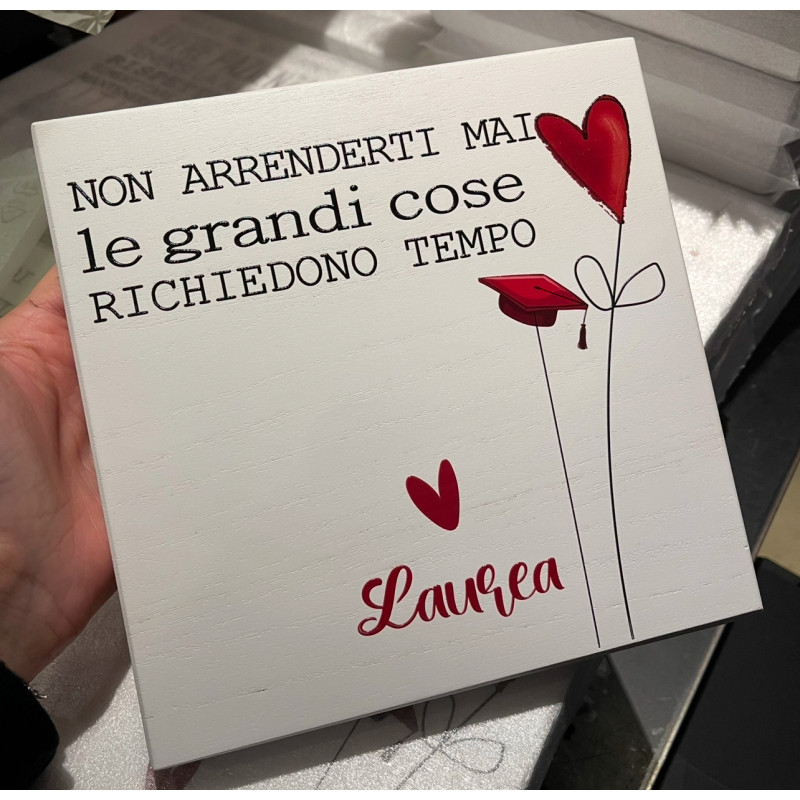 NON ARRENDERTI MAI
le grandi cose
RICHIEDONO TEMPO
Laurea